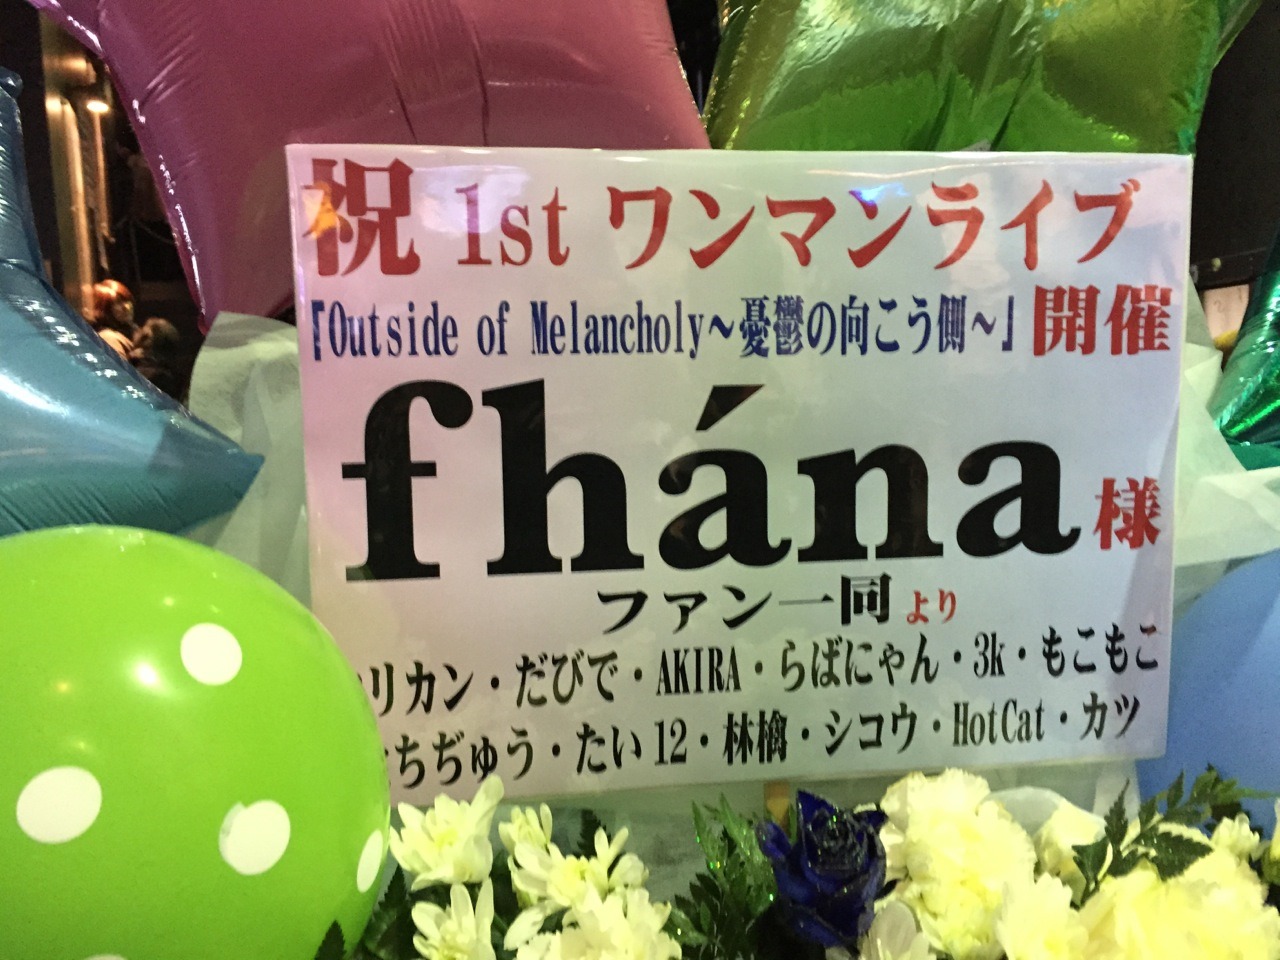 祝 1st ワンマンライブ
『Outside of Melancholy～憂鬱の向こう側～』開催
fhána 様
ファン一同 より
リカン・だびで・AKIRA・らばにゃん・3k・もこもこ
ちぢゅう・たい12・林檎・シコウ・HotCat・カツ